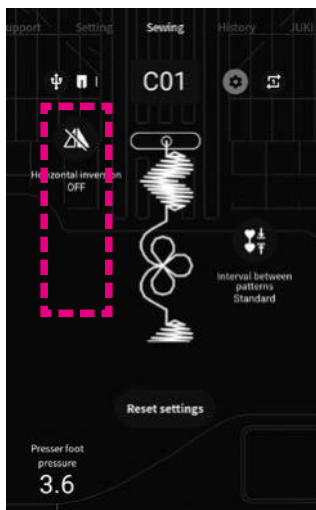 upport Setting Sewing History JUKI
C01
Horizontal inversion
OFF
Interval between
patterns
Standard
Reset settings
Presser foot
pressure
3.6